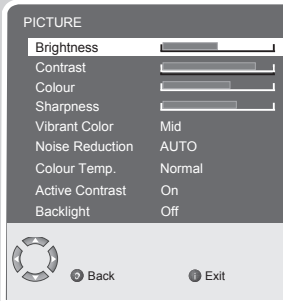 PICTURE
Brightness
Contrast
Colour
Sharpness
Vibrant Color Mid
Noise Reduction AUTO
Colour Temp. Normal
Active Contrast On
Backlight Off
Back Exit